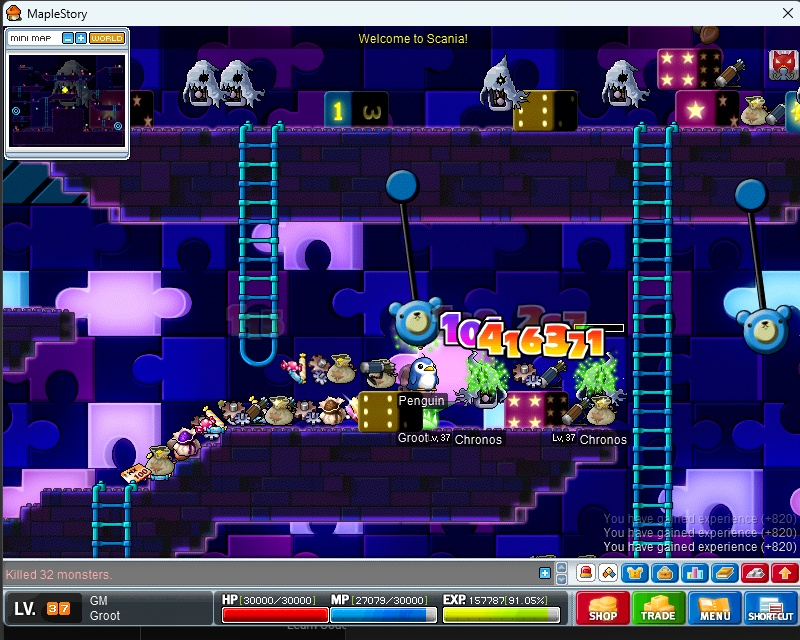 MapleStory
MINI MAP
WORLD
Welcome to Scania!
1
Penguin
Groot
Lv. 37 Chronos
Lv. 37 Chronos
You have gained experience (+820)
You have gained experience (+820)
You have gained experience (+820)
Killed 32 monsters.
LV. 37
GM
Groot
HP [30000/30000]
MP [27079/30000]
EXP. 157787[91.05%]
SHOP
TRADE
MENU
SHORT CUT